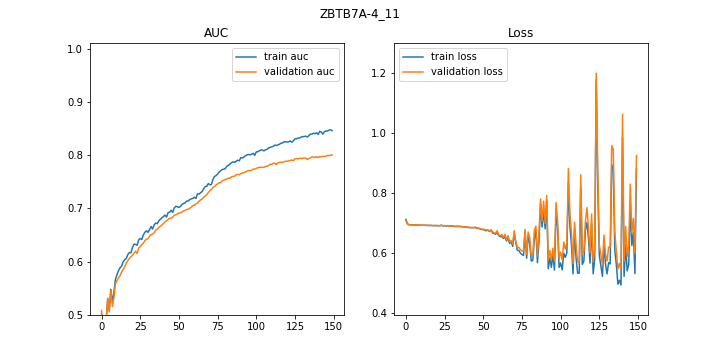 ZBTB7A-4_11
AUC
Loss
train auc
validation auc
train loss
validation loss
1.0
0.9
0.8
0.7
0.6
0.5
0 25 50 75 100 125 150
1.2
1.0
0.8
0.6
0.4
0 25 50 75 100 125 150